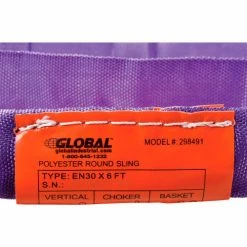 GLOBAL
globalindustrial.com
1-800-645-1232
MODEL#: 298491
POLYESTER ROUND SLING
TYPE: EN30 X 6 FT
S.N.:
VERTICAL CHOKER BASKET